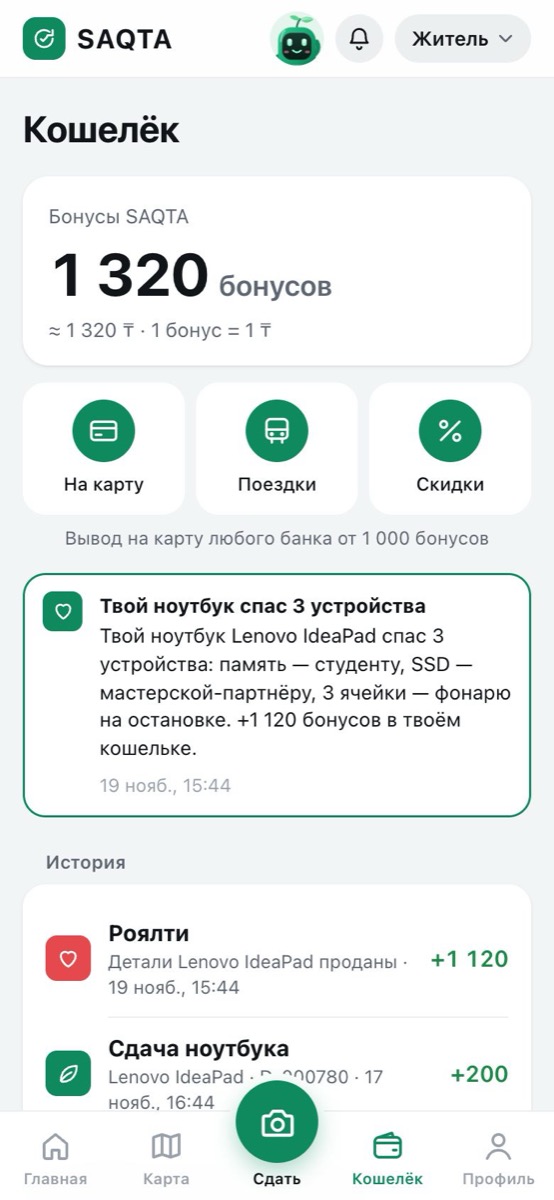 SAQTA
Житель
Кошелёк
Бонусы SAQTA
1 320 бонусов
≈ 1 320 ₸ · 1 бонус = 1 ₸
На карту
Поездки
Скидки
Вывод на карту любого банка от 1 000 бонусов
Твой ноутбук спас 3 устройства
Твой ноутбук Lenovo IdeaPad спас 3
устройства: память — студенту, SSD —
мастерской-партнёру, 3 ячейки — фонарю
на остановке. +1 120 бонусов в твоём
кошельке.
19 нояб., 15:44
История
Роялти
Детали Lenovo IdeaPad проданы ·
19 нояб., 15:44
+1 120
Сдача ноутбука
Lenovo IdeaPad · 17
нояб., 16:44
+200
Главная
Карта
Сдать
Кошелёк
Профиль